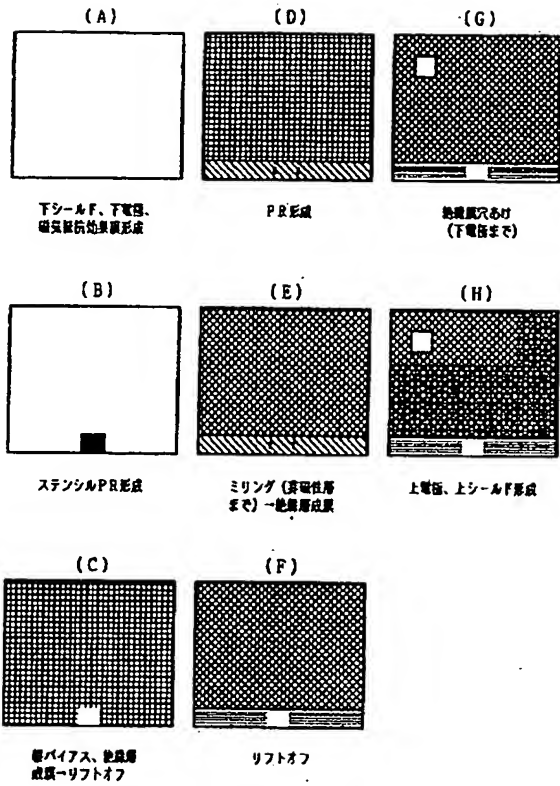 (A)
下シールド、下電極、
磁気抵抗効果膜形成
(B)
ステンシルPR形成
(C)
縦バイアス、絶縁層
成膜→リフトオフ
(D)
PR形成
(E)
ミリング（非磁性層
まで）→絶縁層成膜
(F)
リフトオフ
(G)
絶縁膜穴あけ
(下電極まで)
(H)
上電極、上シールド形成